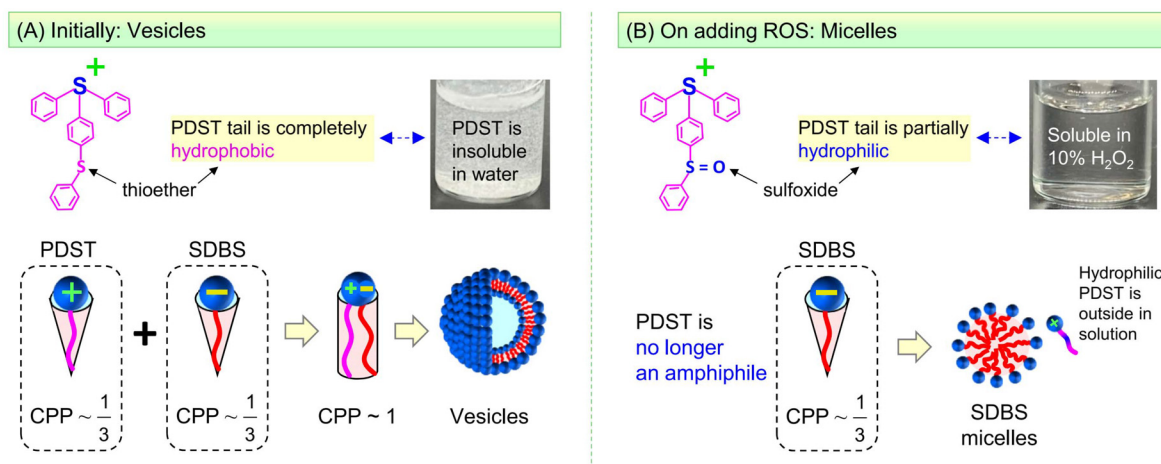 (A) Initially: Vesicles
+
S
PDST tail is completely
hydrophobic
S
thioether
PDST is
insoluble
in water
PDST
SDBS
+
+
−
+ −
CPP ~ 1/3
CPP ~ 1/3
CPP ~ 1
Vesicles
(B) On adding ROS: Micelles
+
S
PDST tail is partially
hydrophilic
S = O
sulfoxide
Soluble in
10% H₂O₂
SDBS
PDST is
no longer
an amphiphile
−
CPP ~ 1/3
SDBS
micelles
Hydrophilic
PDST is
outside in
solution
+